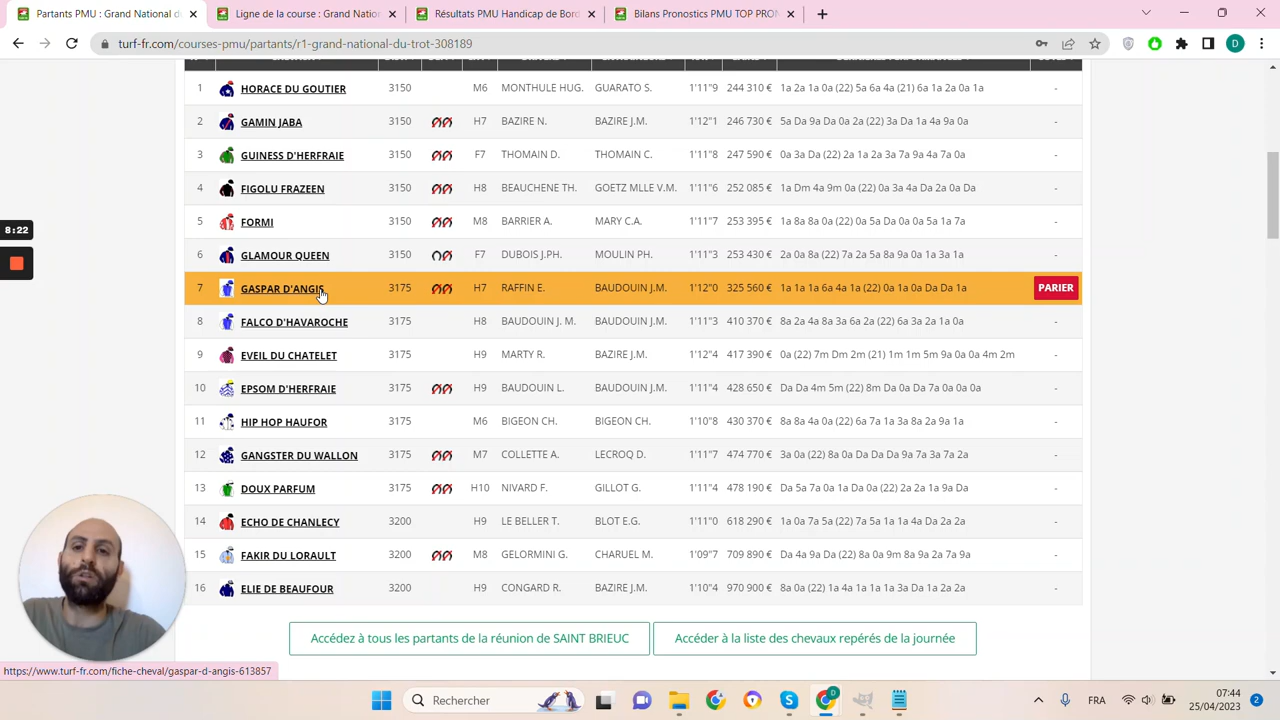 Partants PMU : Grand National d
Ligne de la course : Grand Nation
Résultats PMU Handicap de Bord
Bilans Pronostics PMU TOP PRON
turf-fr.com/courses-pmu/partants/r1-grand-national-du-trot-
1 HORACE DU GOUTIER 3150 M6 MONTHULE HUG. GUARATO S. 1'11"9 244 310 € 1a 2a 1a 0a (22) 5a 6a 4a (21) 6a 1a 2a 0a 1a -
2 GAMIN JABA 3150 H7 BAZIRE N. BAZIRE J.M. 1'12"1 246 730 € 5a Da 9a Da 0a 2a (22) 3a Da 1a 4a 9a 0a -
3 GUINESS D'HERFRAIE 3150 F7 THOMAIN D. THOMAIN C. 1'11"8 247 590 € 0a 3a Da (22) 2a 1a 2a 3a 7a 9a 4a 7a 0a -
4 FIGOLU FRAZEEN 3150 H8 BEAUCHENE TH. GOETZ MLLE V.M. 1'11"6 252 085 € 1a Dm 4a 9m 0a (22) 0a 3a 4a Da 2a 0a Da -
5 FORMI 3150 M8 BARRIER A. MARY C.A. 1'11"7 253 395 € 1a 8a 8a 0a (22) 0a 5a Da 0a 0a 5a 1a 7a -
6 GLAMOUR QUEEN 3150 F7 DUBOIS J.PH. MOULIN PH. 1'11"7 253 430 € 2a 0a 8a (22) 7a 2a 5a 8a 9a 0a 1a 3a 1a -
7 GASPAR D'ANGIS 3175 H7 RAFFIN E. BAUDOUIN J.M. 1'12"0 325 560 € 1a 1a 1a 6a 4a 1a (22) 0a 1a 0a Da Da 1a PARIER
8 FALCO D'HAVAROCHE 3175 H8 BAUDOUIN J. M. BAUDOUIN J.M. 1'11"3 410 370 € 8a 2a 4a 8a 3a 6a 2a (22) 6a 3a 2a 1a 0a -
9 EVEIL DU CHATELET 3175 H9 MARTY R. BAZIRE J.M. 1'12"4 417 390 € 0a (22) 7m Dm 2m (21) 1m 1m 5m 9a 0a 0a 4m 2m -
10 EPSOM D'HERFRAIE 3175 H9 BAUDOUIN L. BAUDOUIN J.M. 1'11"4 428 650 € Da Da 4m 5m (22) 8m Da 0a Da 7a 0a 0a 0a -
11 HIP HOP HAUFOR 3175 M6 BIGEON CH. BIGEON CH. 1'10"8 430 370 € 8a 8a 4a 0a (22) 6a 7a 1a 3a 8a 2a 9a 1a -
12 GANGSTER DU WALLON 3175 M7 COLLETTE A. LECROQ D. 1'11"7 474 770 € 3a 0a (22) 8a 0a Da Da Da 9a 7a 3a 7a 2a -
13 DOUX PARFUM 3175 H10 NIVARD F. GILLOT G. 1'11"4 478 190 € Da 5a 7a 0a 1a Da 0a (22) 2a 2a 1a 9a Da -
14 ECHO DE CHANLECY 3200 H9 LE BELLER T. BLOT E.G. 1'11"0 618 290 € 1a 0a 7a 5a (22) 7a 5a 1a 1a 4a Da 2a 2a -
15 FAKIR DU LORAULT 3200 M8 GELORMINI G. CHARUEL M. 1'09"7 709 890 € Da 4a 9a Da (22) 8a 0a 9m 8a 9a 2a 7a 9a -
16 ELIE DE BEAUFOUR 3200 H9 CONGARD R. BAZIRE J.M. 1'10"4 970 900 € 8a 0a (22) 1a 4a 1a 1a 1a 3a Da 1a 2a 2a -
8:22
Accédez à tous les partants de la réunion de SAINT BRIEUC
Accéder à la liste des chevaux repérés de la journée
https://www.turf-fr.com/fiche-cheval/gaspar-d-angis-613857
Rechercher
FRA
07:44
25/04/2023
2
D